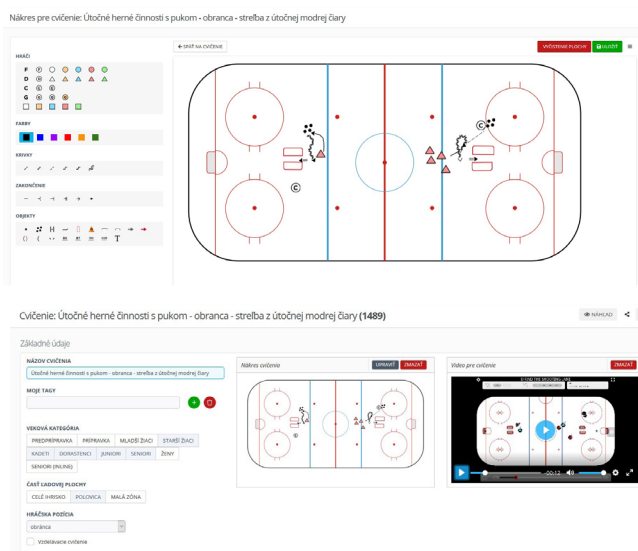 Nákres pre cvičenie: Útočné herné činnosti s pukom - obranca - streľba z útočnej modrej čiary
SPÄŤ NA CVIČENIE
VYČISTENIE PLOCHY
ULOŽIŤ
HRÁČI
F
D
C
G
FARBY
KRIVKY
ZAKONČENIE
OBJEKTY
T
C
C
Cvičenie: Útočné herné činnosti s pukom - obranca - streľba z útočnej modrej čiary (1489)
NÁHĽAD
Základné údaje
NÁZOV CVIČENIA
Útočné herné činnosti s pukom - obranca - streľba z útočnej modrej čiary
MOJE TAGY
VEKOVÁ KATEGÓRIA
PREDPRÍPRAVKA PRÍPRAVKA MLADŠÍ ŽIACI STARŠÍ ŽIACI
KADETI DORASTENCI JUNIORI SENIORI ŽENY
SENIORI (INLINE)
ČASŤ ĽADOVEJ PLOCHY
CELÉ IHRISKO POLOVICA MALÁ ZÓNA
HRÁČSKA POZÍCIA
obránca
Vzdelávacie cvičenie
Nákres cvičenia
UPRAVIŤ
ZMAZAŤ
Video pre cvičenie
ZMAZAŤ
00:12